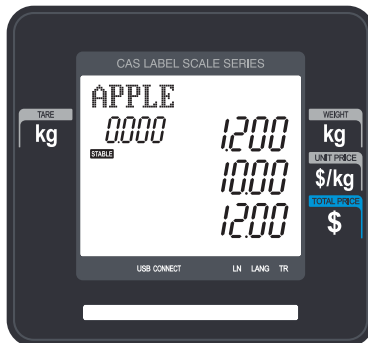 CAS LABEL SCALE SERIES
APPLE
TARE
kg
0.000
1.200
WEIGHT
kg
STABLE
10.00
UNIT PRICE
$/kg
12.00
TOTAL PRICE
$
USB CONNECT LN LANG TR